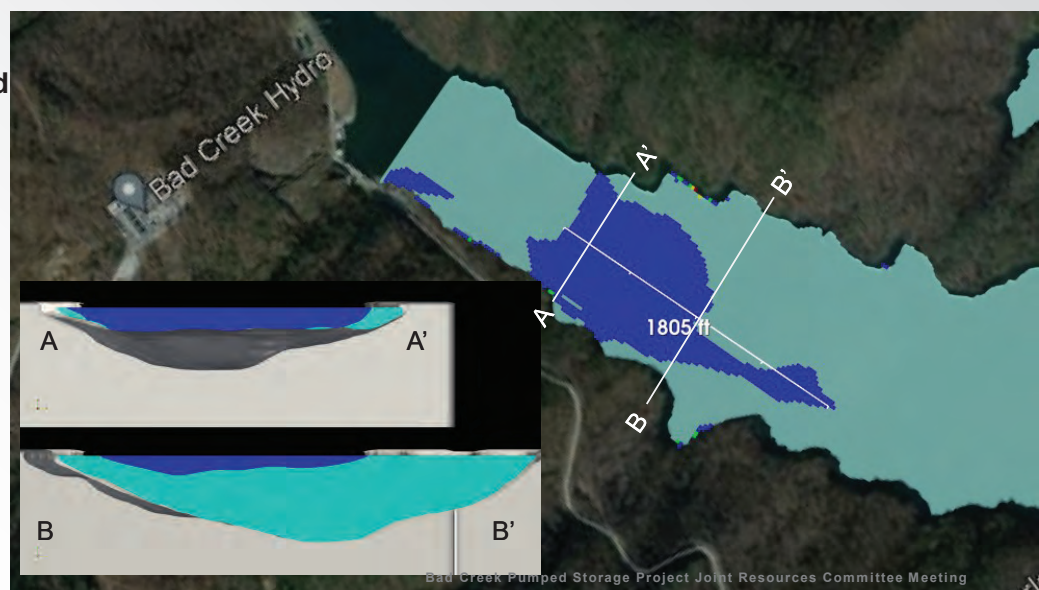 d
Bad Creek Hydro
A'
B'
A
1805 ft
B
A
A'
B
B'
Bad Creek Pumped Storage Project Joint Resources Committee Meeting